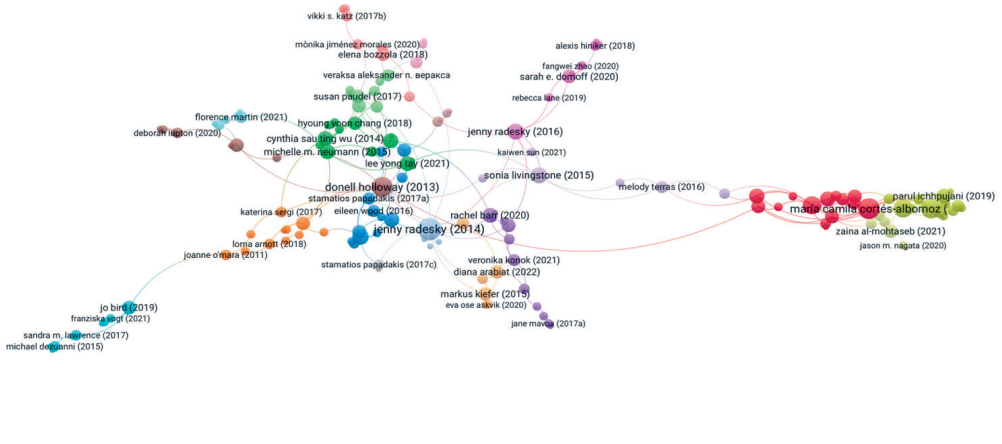 vikki s. katz (2017b)
mònika jiménez morales (2020)
elena bozzola (2018)
alexis hiniker (2018)
fangwei zhao (2020)
sarah e. domoff (2020)
veraksa aleksander n. веракса
susan paudel (2017)
rebecca lane (2019)
florence martin (2021)
hyoung yoon chang (2018)
deborah lupton (2020)
jenny radesky (2016)
cynthia sau ting wu (2014)
michelle m. neumann (2015)
kaiwen sun (2021)
lee yong tay (2021)
sonia livingstone (2015)
donell holloway (2013)
melody terras (2016)
stamatios papadakis (2017a)
parul ichhpujani (2019)
katerina sergi (2017)
eileen wood (2016)
rachel barr (2020)
maría camila cortés-albornoz (
jenny radesky (2014)
zaina al-mohtaseb (2021)
lorna arnott (2018)
jason m. nagata (2020)
joanne o'mara (2011)
stamatios papadakis (2017c)
veronika konok (2021)
diana arabiat (2022)
markus kiefer (2015)
eva ose askvik (2020)
jo bird (2019)
franziska vogt (2021)
jane mavoa (2017a)
sandra m. lawrence (2017)
michael dezuanni (2015)